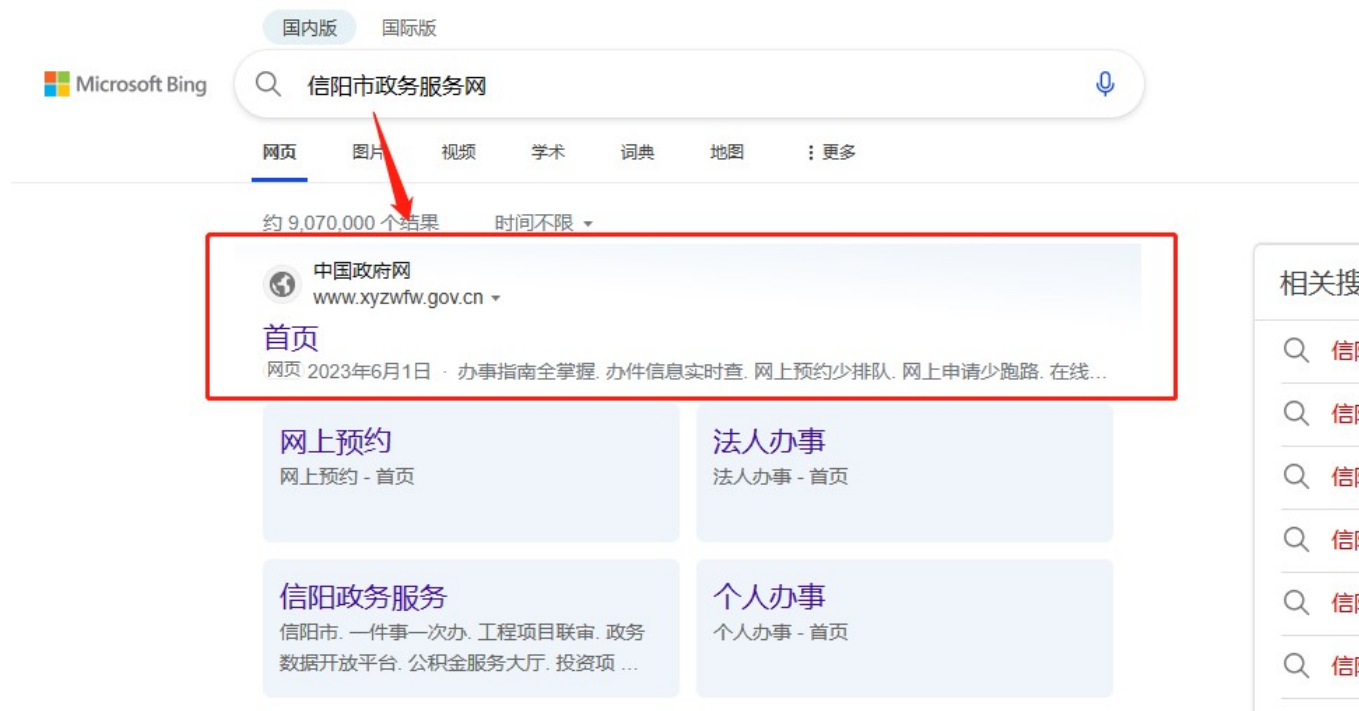 国内版 国际版
Microsoft Bing 信阳市政务服务网
网页 图片 视频 学术 词典 地图 更多
约 9,070,000 个结果 时间不限
中国政府网
www.xyzwfw.gov.cn
首页
网页 2023年6月1日 · 办事指南全掌握. 办件信息实时查. 网上预约少排队. 网上申请少跑路. 在线…
网上预约 法人办事
网上预约 - 首页 法人办事 - 首页
信阳政务服务 个人办事
信阳市. 一件事一次办. 工程项目联审. 政务 个人办事 - 首页
数据开放平台. 公积金服务大厅. 投资项 ...
相关搜
信
信
信
信
信
信